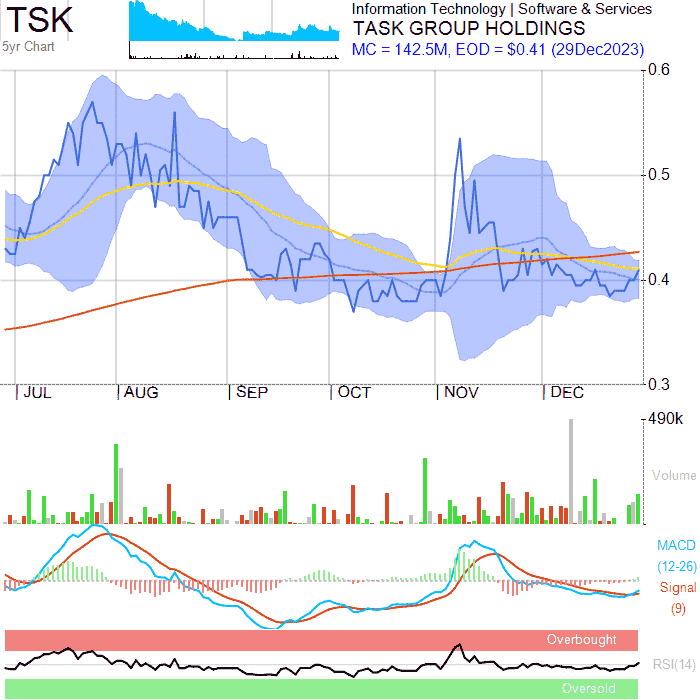 TSK
5yr Chart
Information Technology | Software & Services
TASK GROUP HOLDINGS
MC = 142.5M, EOD = $0.41 (29Dec2023)
0.6
0.5
0.4
0.3
JUL AUG SEP OCT NOV DEC
490k
Volume
MACD
(12-26)
Signal
(9)
Overbought
RSI(14)
Oversold